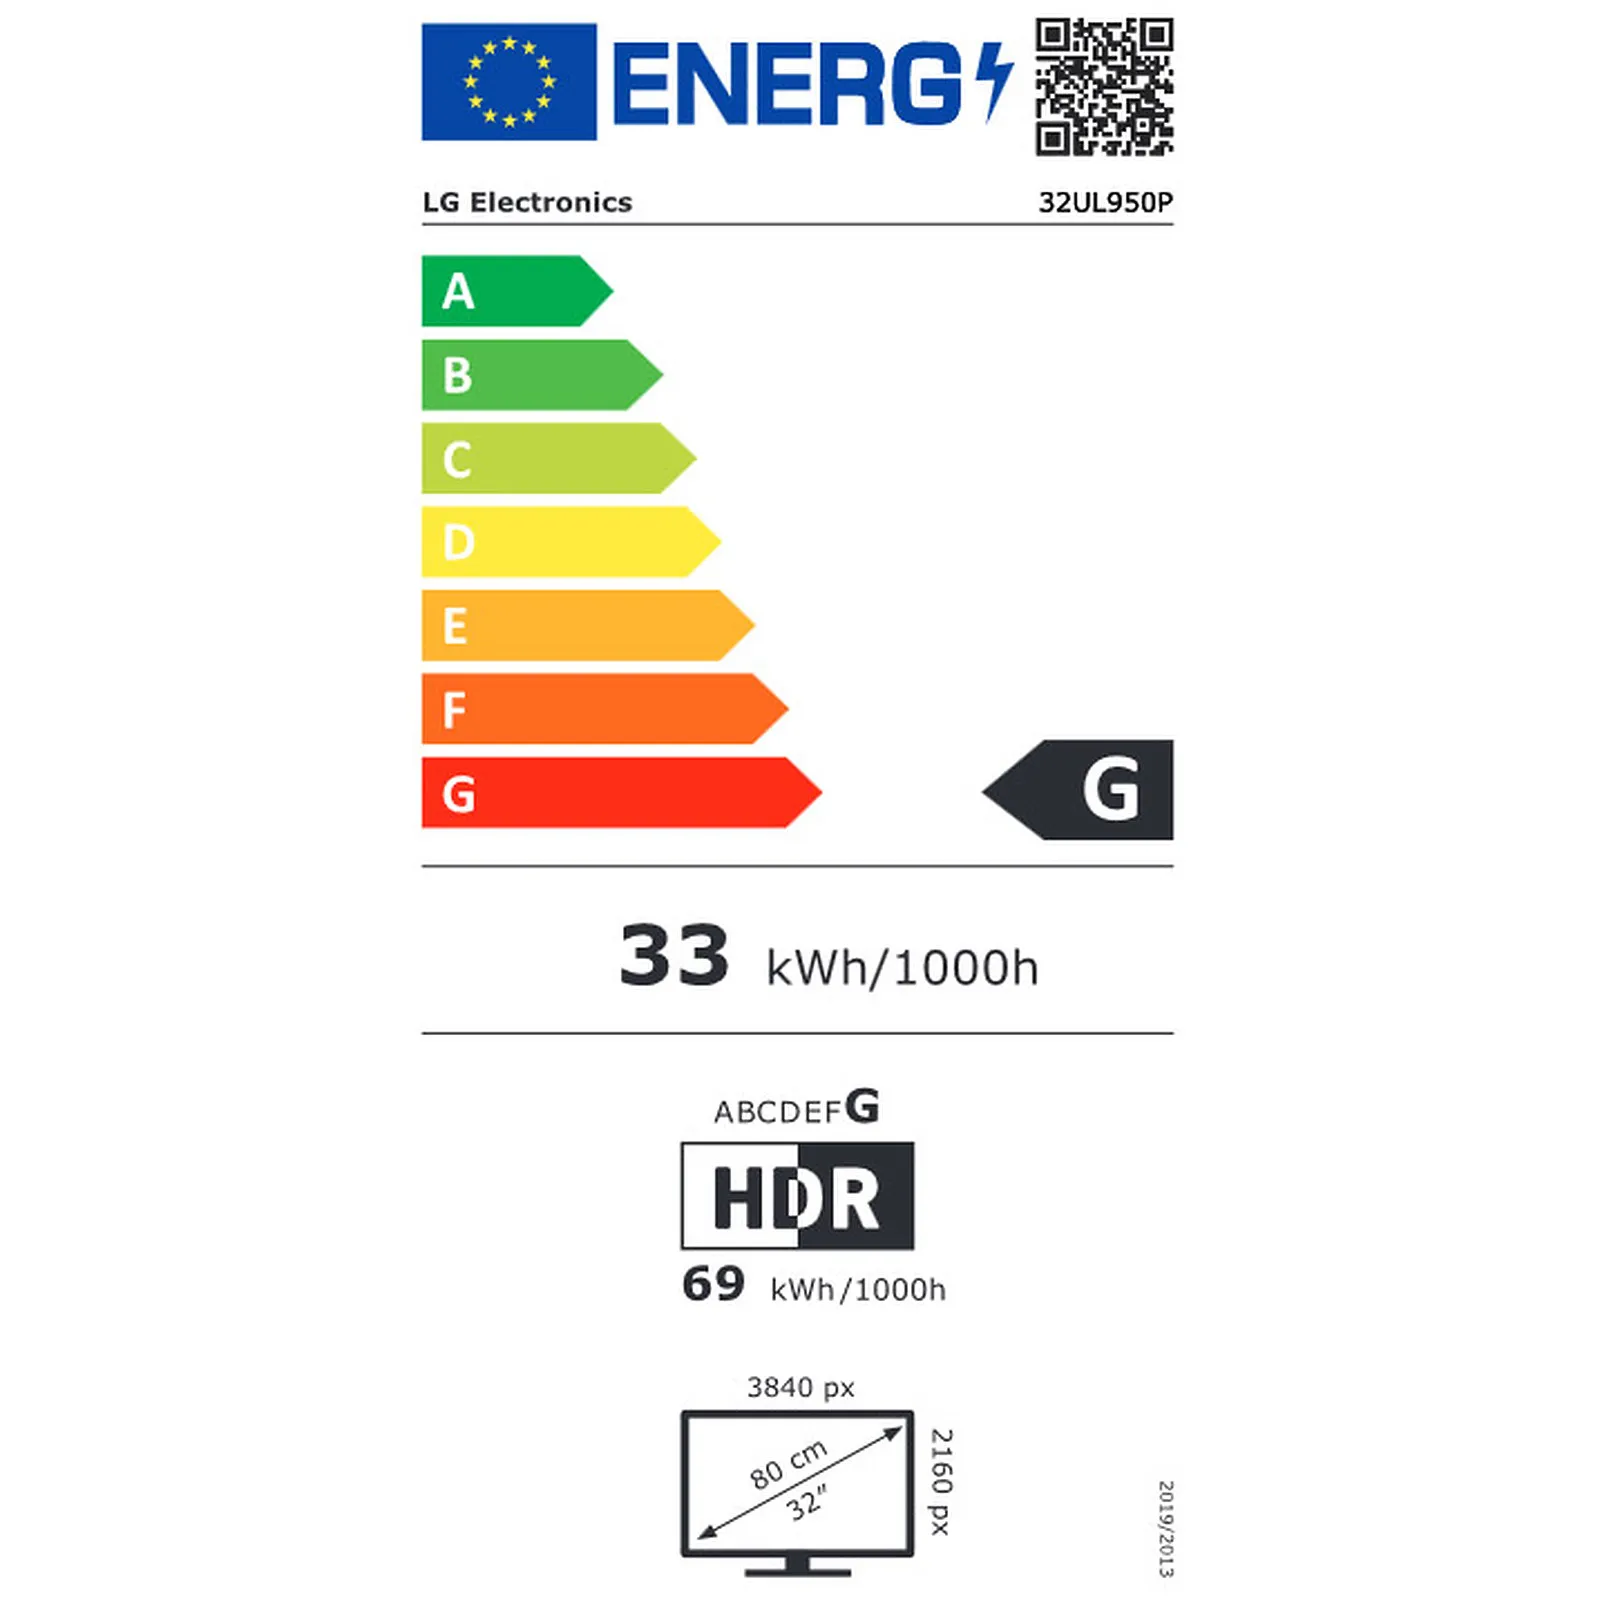 ENERG
LG Electronics 32UL950P
A
B
C
D
E
F
G
G
33 kWh/1000h
ABCDEFG
HDR
69 kWh/1000h
3840 px
80 cm
32"
2160 px
2019/2013